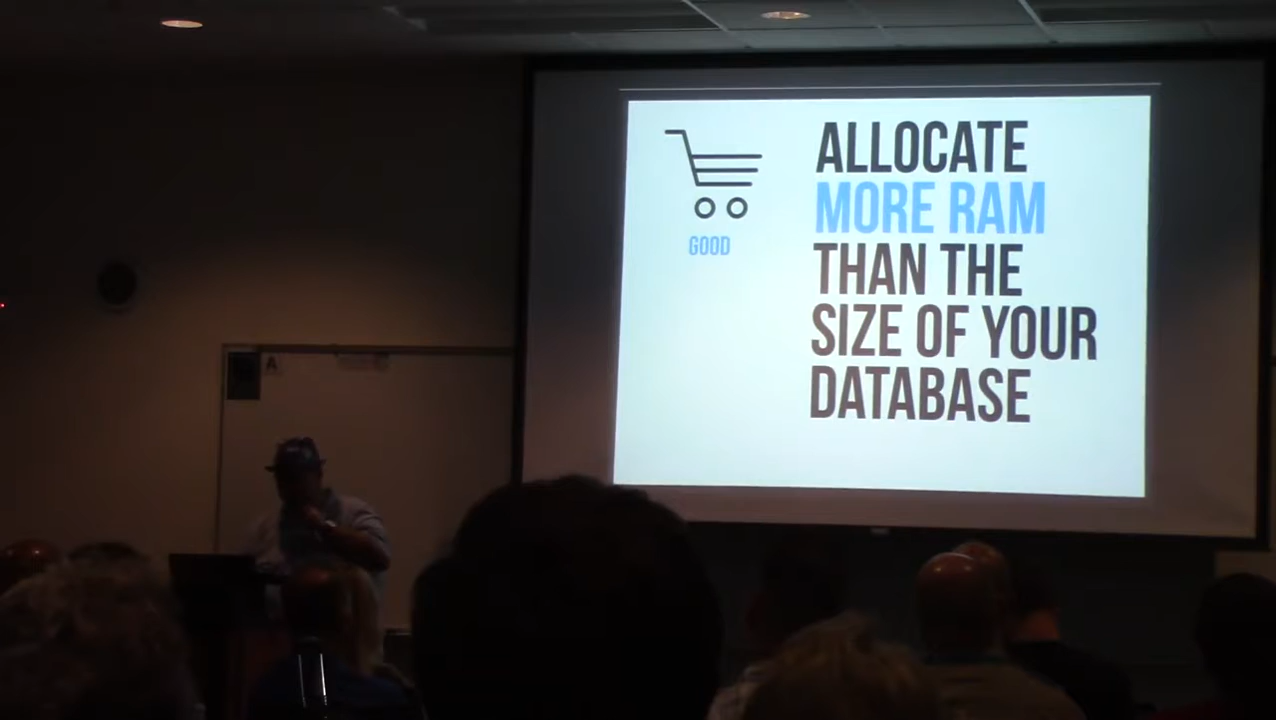 GOOD
ALLOCATE
MORE RAM
THAN THE
SIZE OF YOUR
DATABASE
A